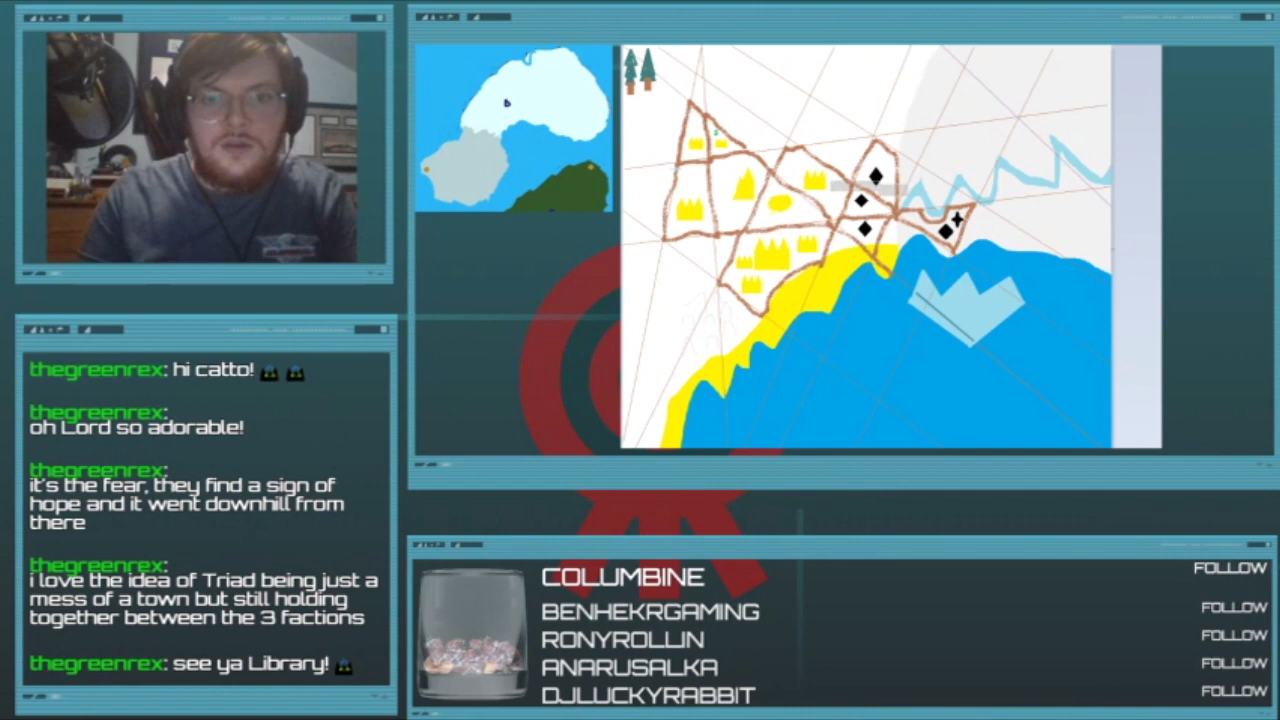 thegreenrex: hi catto!
thegreenrex:
oh Lord so adorable!
thegreenrex:
it's the fear, they find a sign of
hope and it went downhill from
there
thegreenrex:
i love the idea of Triad being just a
mess of a town but still holding
together between the 3 factions
thegreenrex: see ya Library!
COLUMBINE FOLLOW
BENHEKRGAMING FOLLOW
RONYROLLIN FOLLOW
ANARUSALKA FOLLOW
DJLUCKYRABBIT FOLLOW